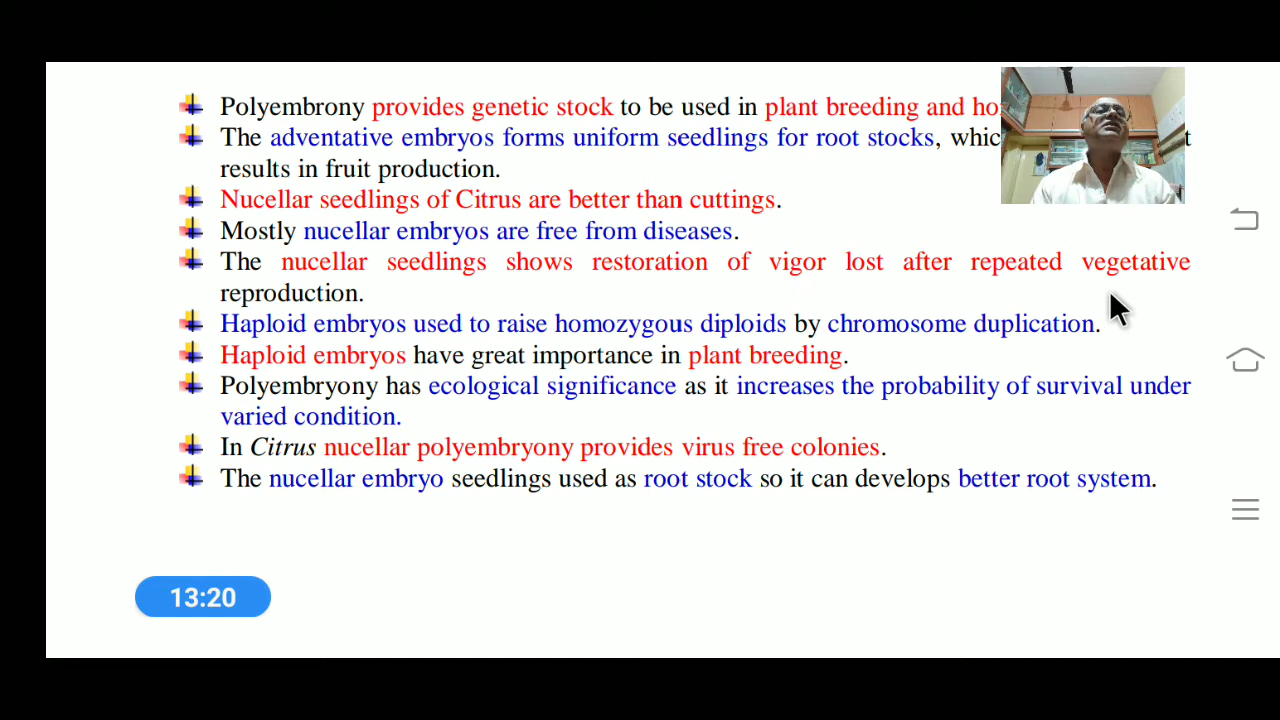 Polyembrony provides genetic stock to be used in plant breeding and
The adventative embryos forms uniform seedlings for root stocks,
results in fruit production.
Nucellar seedlings of Citrus are better than cuttings.
Mostly nucellar embryos are free from diseases.
The nucellar seedlings shows restoration of vigor lost after repeated vegetative
reproduction.
Haploid embryos used to raise homozygous diploids by chromosome duplication.
Haploid embryos have great importance in plant breeding.
Polyembryony has ecological significance as it increases the probability of survival under
varied condition.
In Citrus nucellar polyembryony provides virus free colonies.
The nucellar embryo seedlings used as root stock so it can develops better root system.
13:20